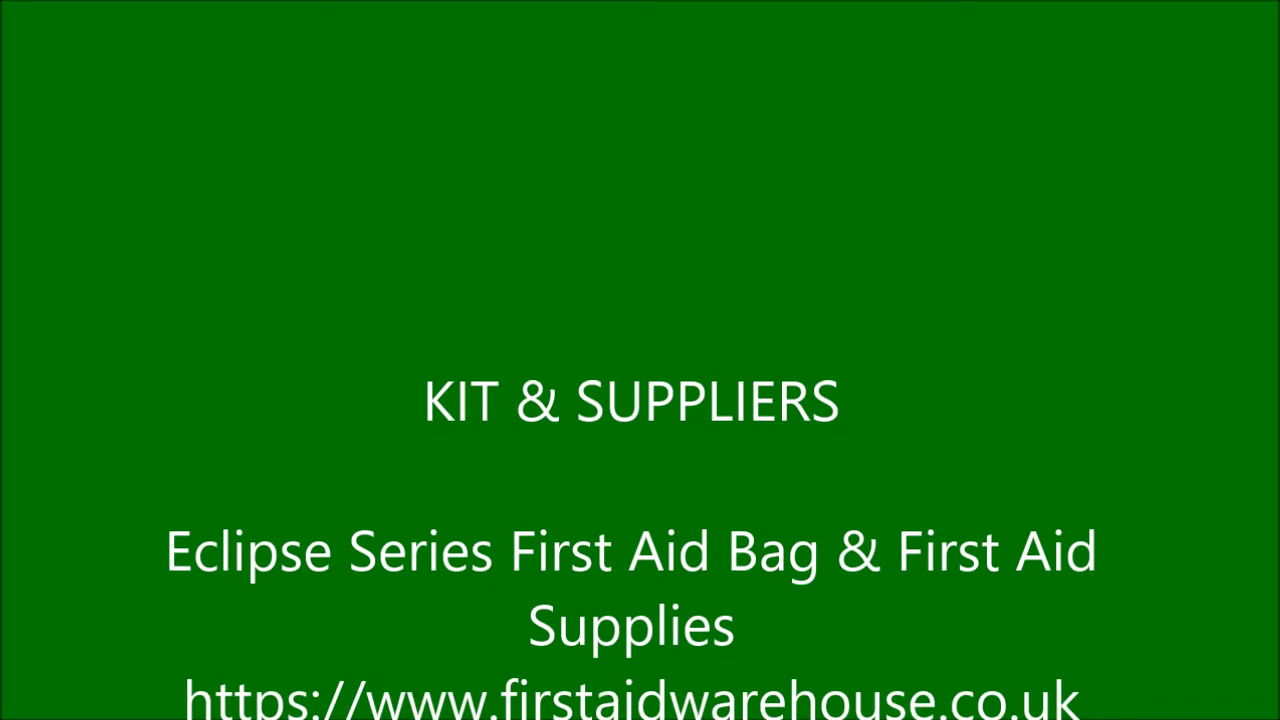 KIT & SUPPLIERS
Eclipse Series First Aid Bag & First Aid
Supplies
https://www.firstaidwarehouse.co.uk